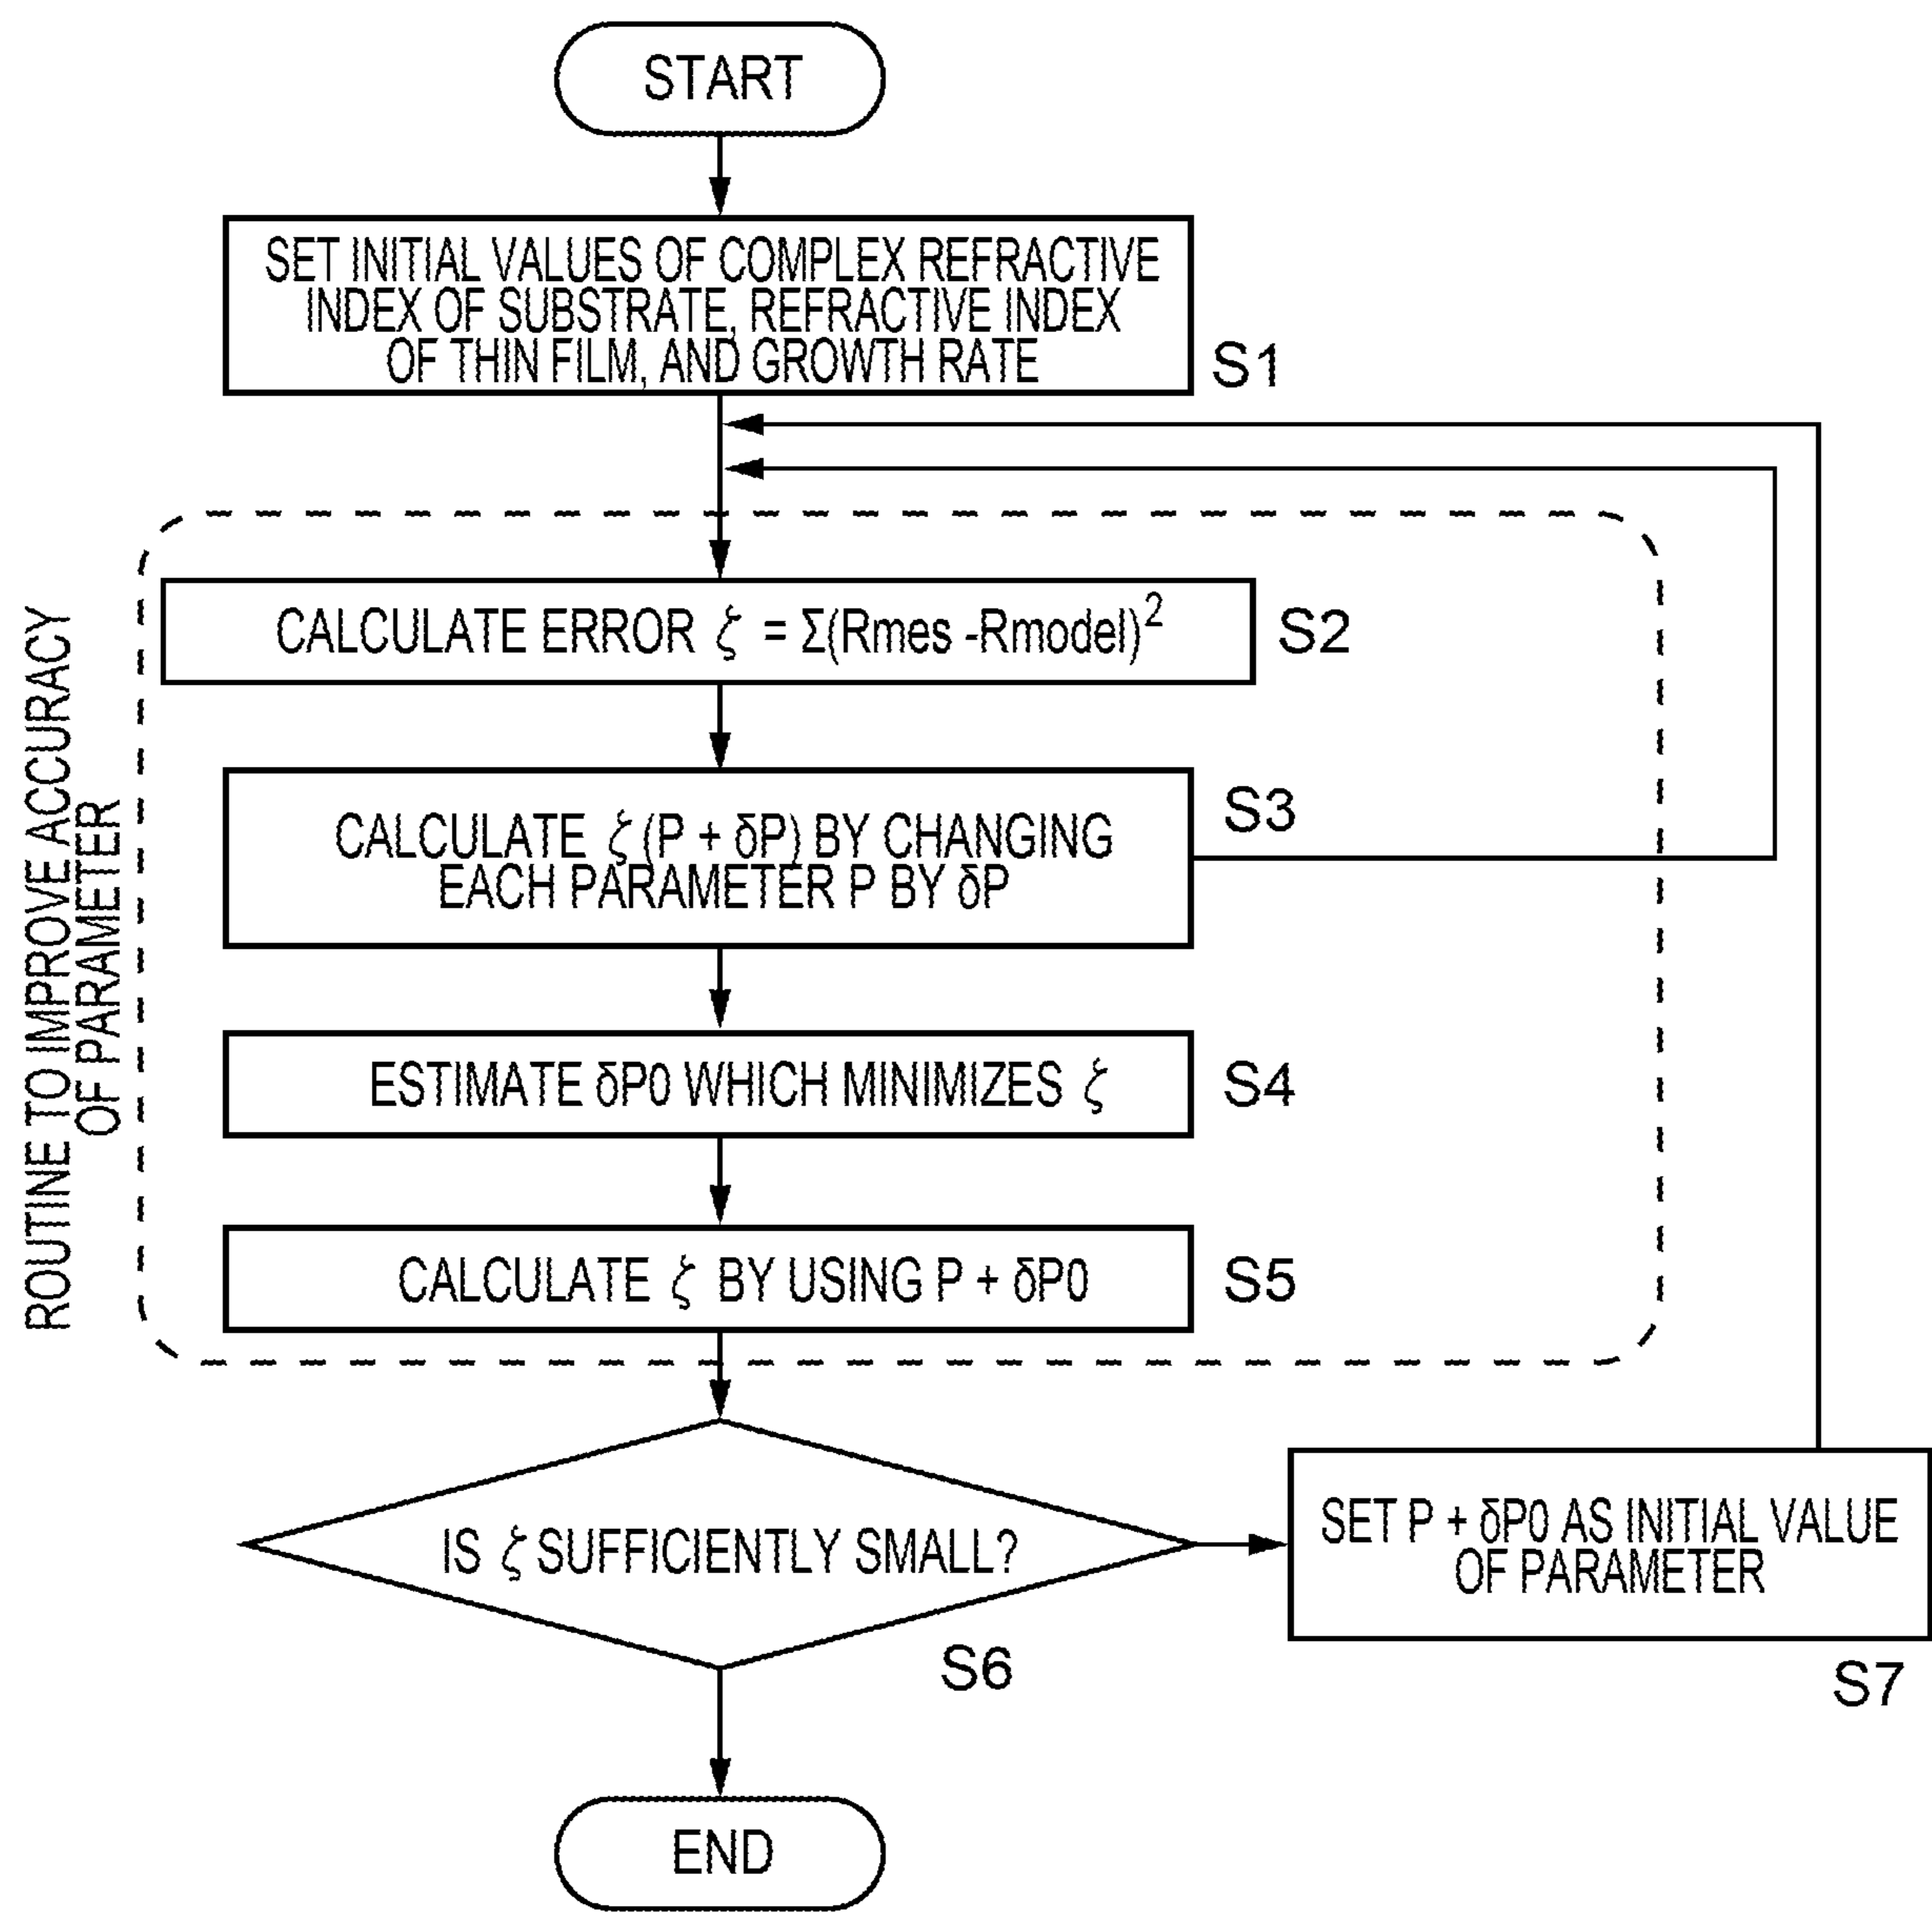 START
SET INITIAL VALUES OF COMPLEX REFRACTIVE
INDEX OF SUBSTRATE, REFRACTIVE INDEX
OF THIN FILM, AND GROWTH RATE
S1
ROUTINE TO IMPROVE ACCURACY
OF PARAMETER
CALCULATE ERROR ζ = Σ(Rmes -Rmodel)²
S2
CALCULATE ζ(P + δP) BY CHANGING
EACH PARAMETER P BY δP
S3
ESTIMATE δP0 WHICH MINIMIZES ζ
S4
CALCULATE ζ BY USING P + δP0
S5
IS ζ SUFFICIENTLY SMALL?
S6
SET P + δP0 AS INITIAL VALUE
OF PARAMETER
S7
END